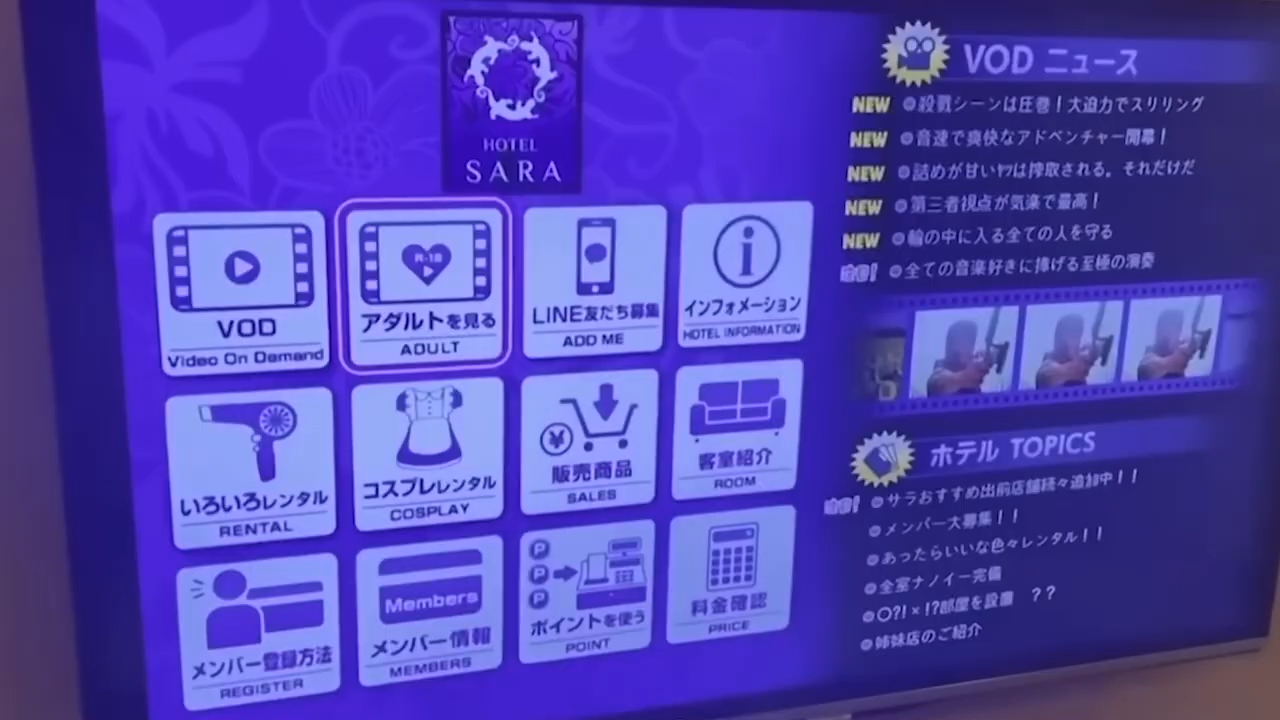 HOTEL
SARA
VOD
Video On Demand
R-18
アダルトを見る
ADULT
LINE友だち募集
ADD ME
インフォメーション
HOTEL INFORMATION
いろいろレンタル
RENTAL
コスプレレンタル
COSPLAY
¥
販売商品
SALES
客室紹介
ROOM
メンバー登録方法
REGISTER
Members
メンバー情報
MEMBERS
P
P
P
ポイントを使う
POINT
料金確認
PRICE
VOD ニュース
NEW ◎殺戮シーンは圧巻！大迫力でスリリング
NEW ◎音速で爽快なアドベンチャー開幕！
NEW ◎詰めが甘いヤツは搾取される。それだけだ
NEW ◎第三者視点が気楽で最高！
NEW ◎輪の中に入る全ての人を守る
注目! ◎全ての音楽好きに捧げる至極の演奏
ホテル TOPICS
注目! ◎サラおすすめ出前店舗続々追加中！！
◎メンバー大募集！！
◎あったらいいな色々レンタル！！
◎全室ナノイー完備
◎〇?!×!?部屋を設置　？？
◎姉妹店のご紹介